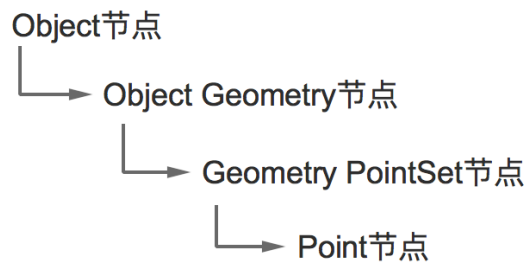 Object节点
Object Geometry节点
Geometry PointSet节点
Point节点